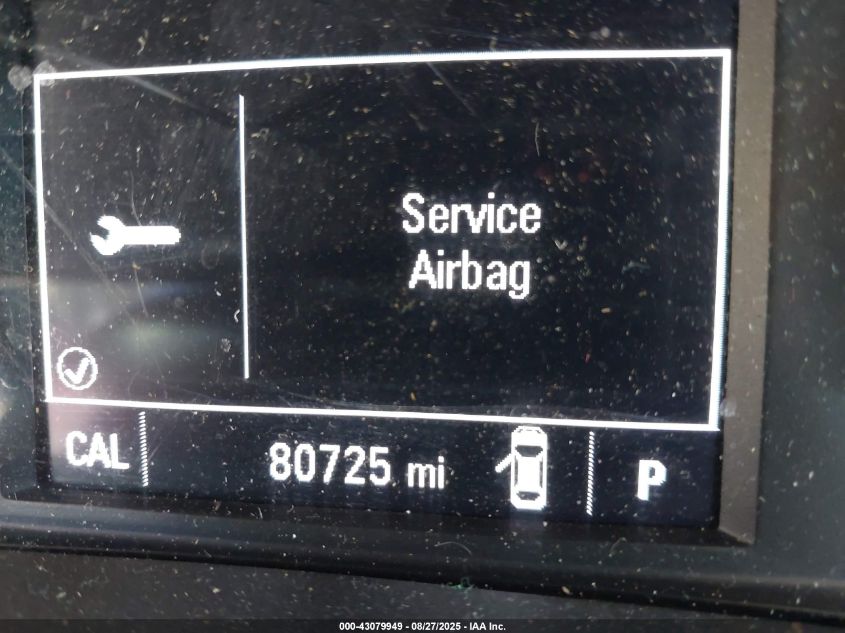 Service
Airbag
CAL
80725 mi
P
000-43079949 - 08/27/2025 - IAA Inc.